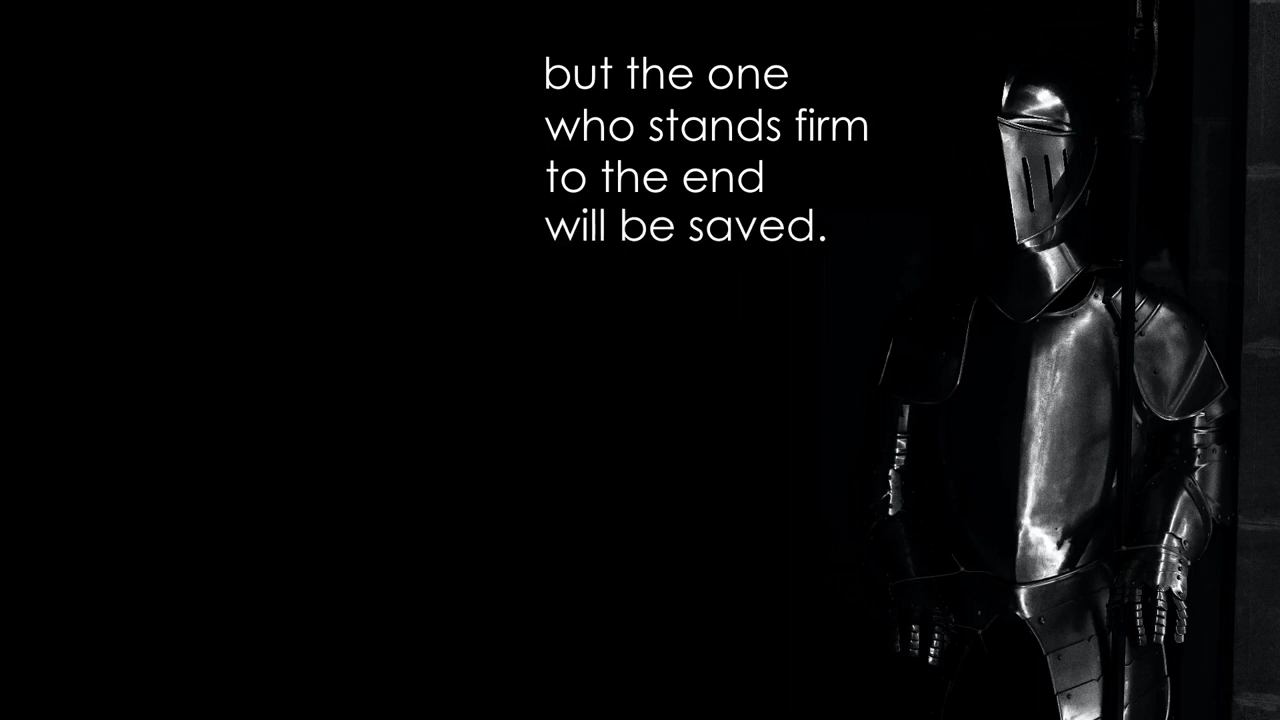 but the one
who stands firm
to the end
will be saved.